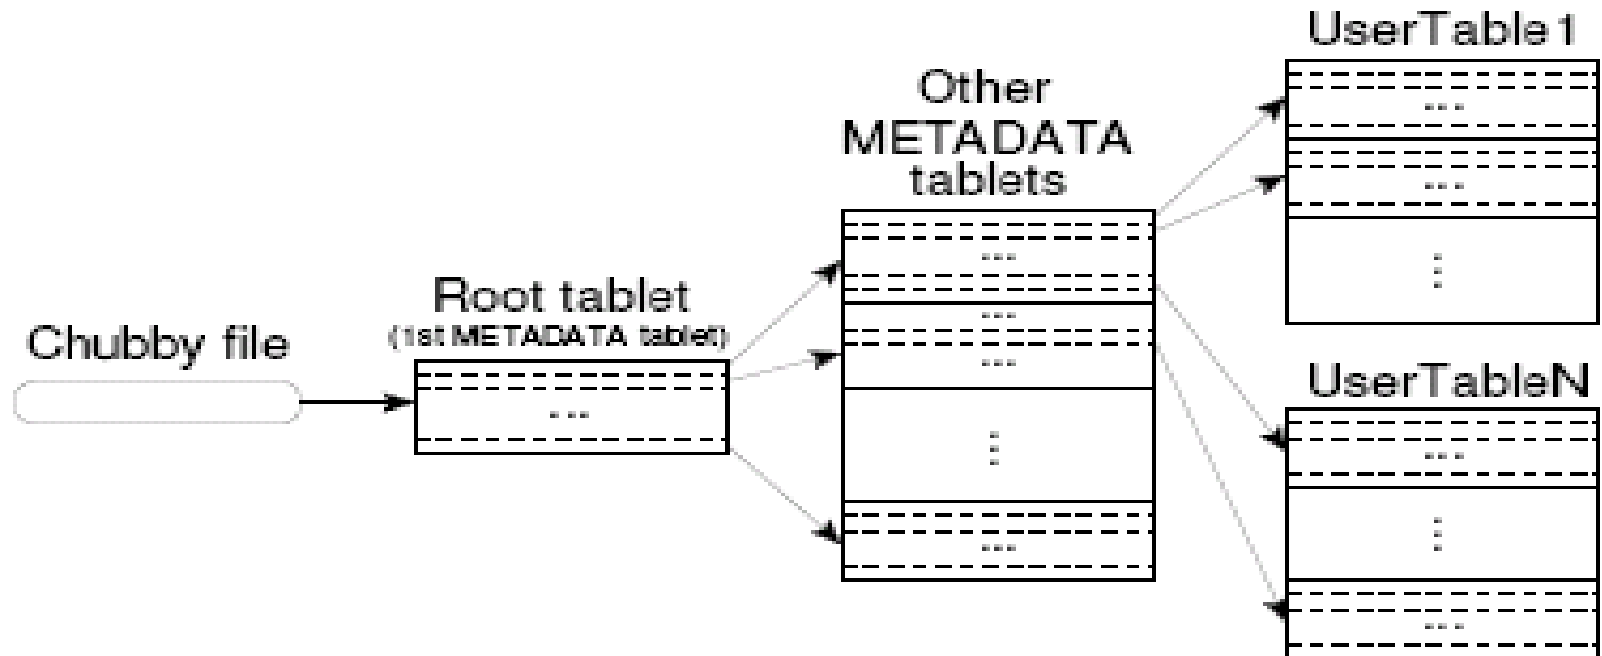 Chubby file
Root tablet
(1st METADATA tablet)
Other
METADATA
tablets
UserTable1
UserTableN